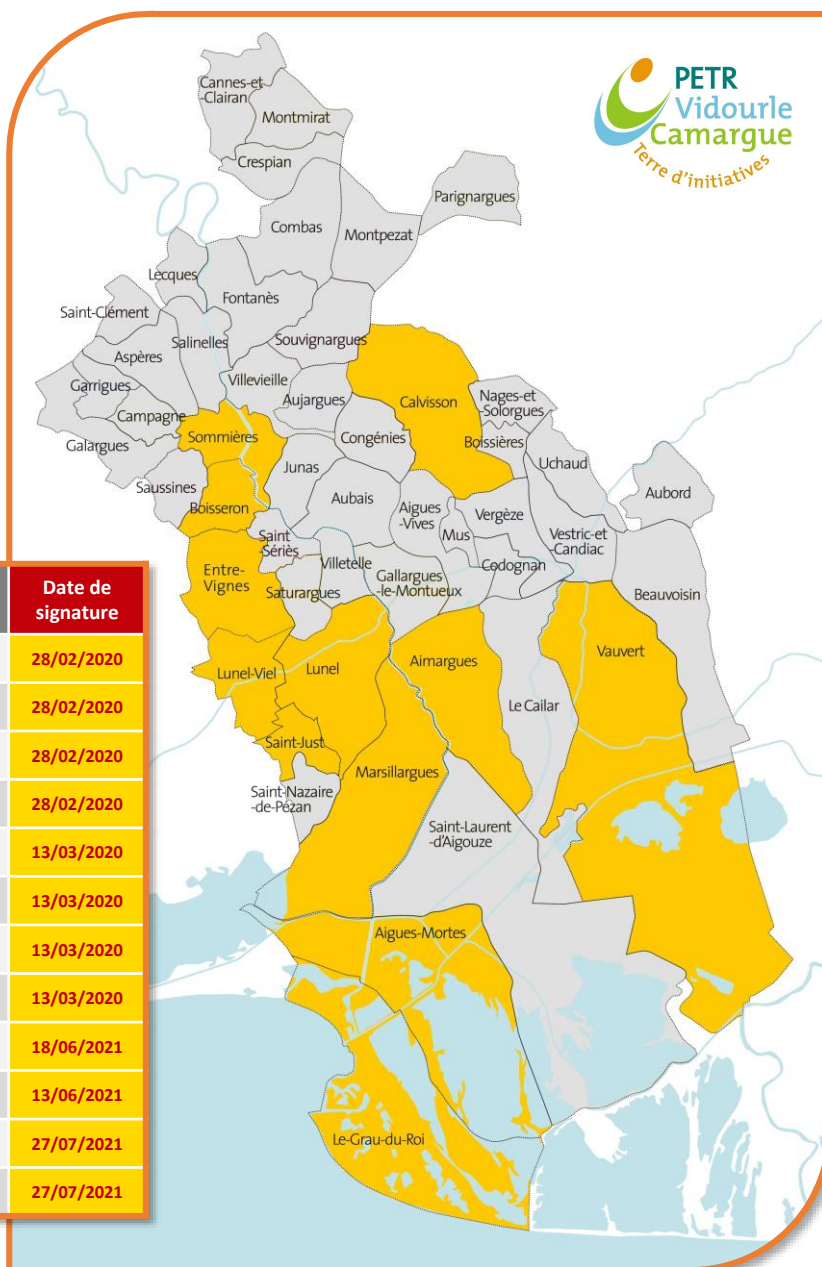 PETR
Vidourle
Camargue
Terre d'initiatives
Cannes-et
-Clairan
Montmirat
Crespian
Parignargues
Combas
Montpezat
Lecques
Fontanès
Saint-Clément
Salinelles
Souvignargues
Aspères
Garrigues
Villevieille
Aujargues
Calvisson
Nages-et
-Solorgues
Campagne
Sommières
Congénies
Boissières
Galargues
Junas
Uchaud
Saussines
Aubais
Aubord
Boisseron
Aigues
-Vives
Vergèze
Mus
Saint
-Sériès
Vestric-et
Candiac
Villetelle
Entre-
Vignes
Gallargues
-le-Montueux
Codognan
Saturargues
Beauvoisin
Lunel-Viel
Lunel
Aimargues
Vauvert
Le Cailar
Saint-Just
Marsillargues
Saint-Nazaire
-de-Pézan
Saint-Laurent
-d'Aigouze
Aigues-Mortes
Le-Grau-du-Roi
Date de
signature
28/02/2020
28/02/2020
28/02/2020
28/02/2020
13/03/2020
13/03/2020
13/03/2020
13/03/2020
18/06/2021
13/06/2021
27/07/2021
27/07/2021